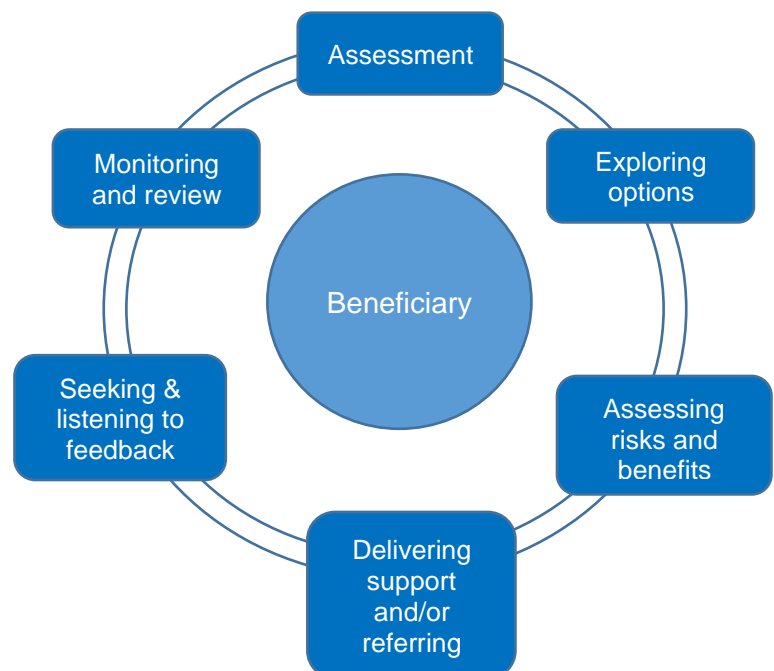 Assessment
Exploring
options
Assessing
risks and
benefits
Delivering
support
and/or
referring
Seeking &
listening to
feedback
Monitoring
and review
Beneficiary